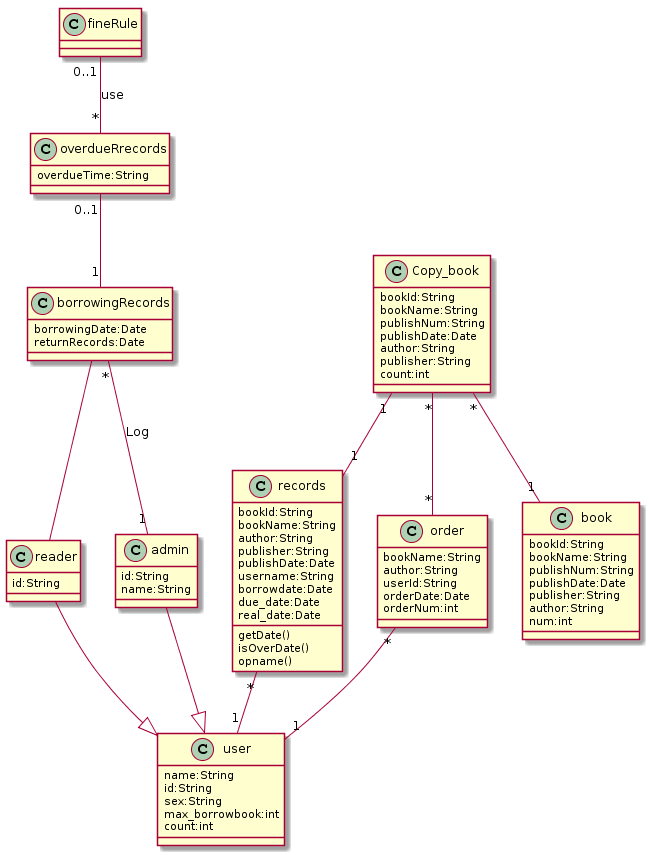 C fineRule
0..1
use
*
C overdueRrecords
overdueTime:String
0..1
1
C borrowingRecords
borrowingDate:Date
returnRecords:Date
*
Log
1
C Copy_book
bookId:String
bookName:String
publishNum:String
publishDate:Date
author:String
publisher:String
count:int
1
*
*
1
*
1
C reader
id:String
C admin
id:String
name:String
C records
bookId:String
bookName:String
author:String
publisher:String
publishDate:Date
username:String
borrowdate:Date
due_date:Date
real_date:Date
getDate()
isOverDate()
opname()
C order
bookName:String
author:String
userId:String
orderDate:Date
orderNum:int
C book
bookId:String
bookName:String
publishNum:String
publishDate:Date
publisher:String
author:String
num:int
*
*
1
1
C user
name:String
id:String
sex:String
max_borrowbook:int
count:int